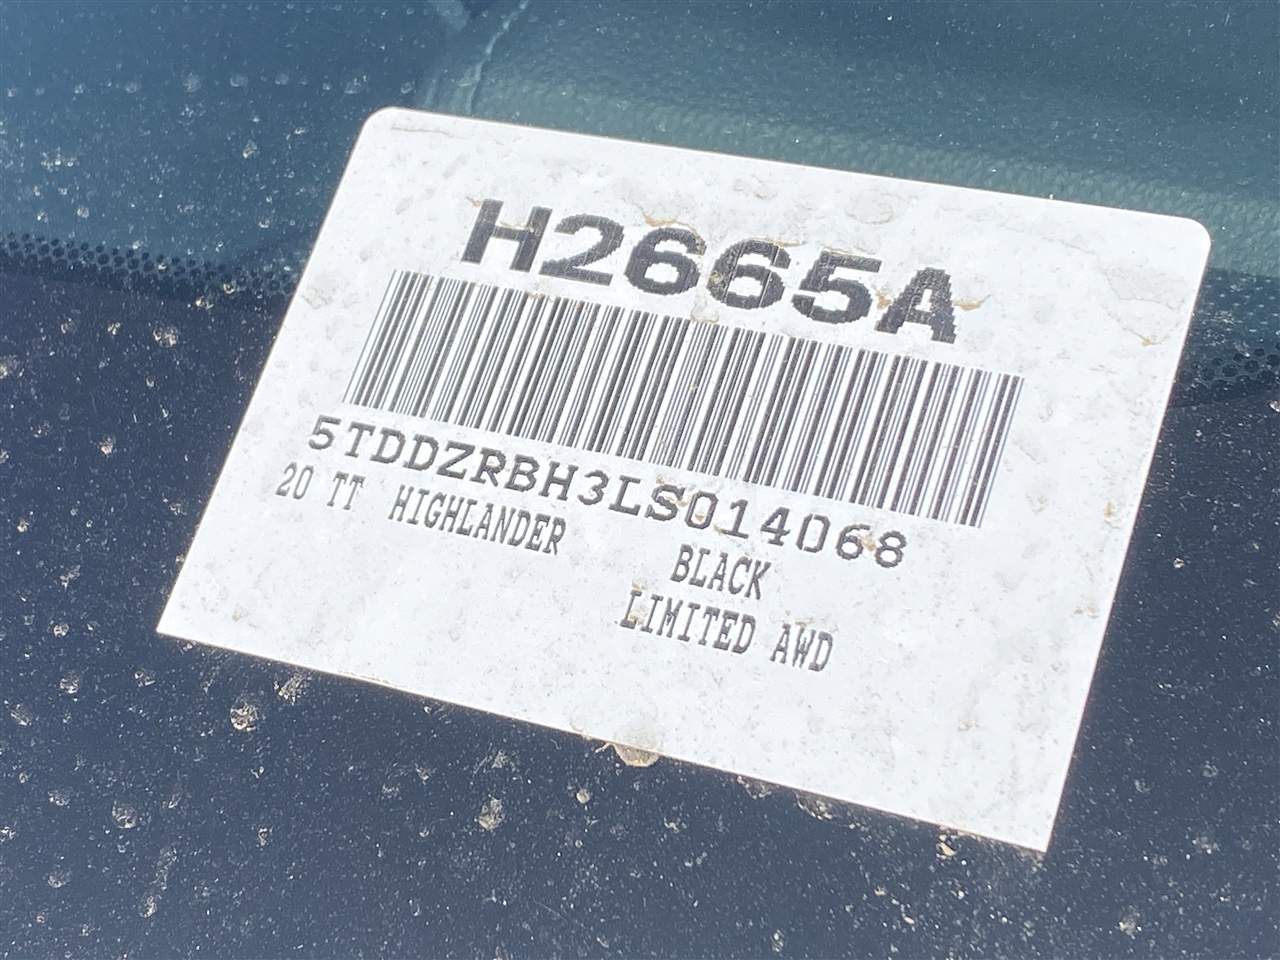 H2665A
5TDDZRBH3LS014068
20 TT HIGHLANDER BLACK
LIMITED AWD